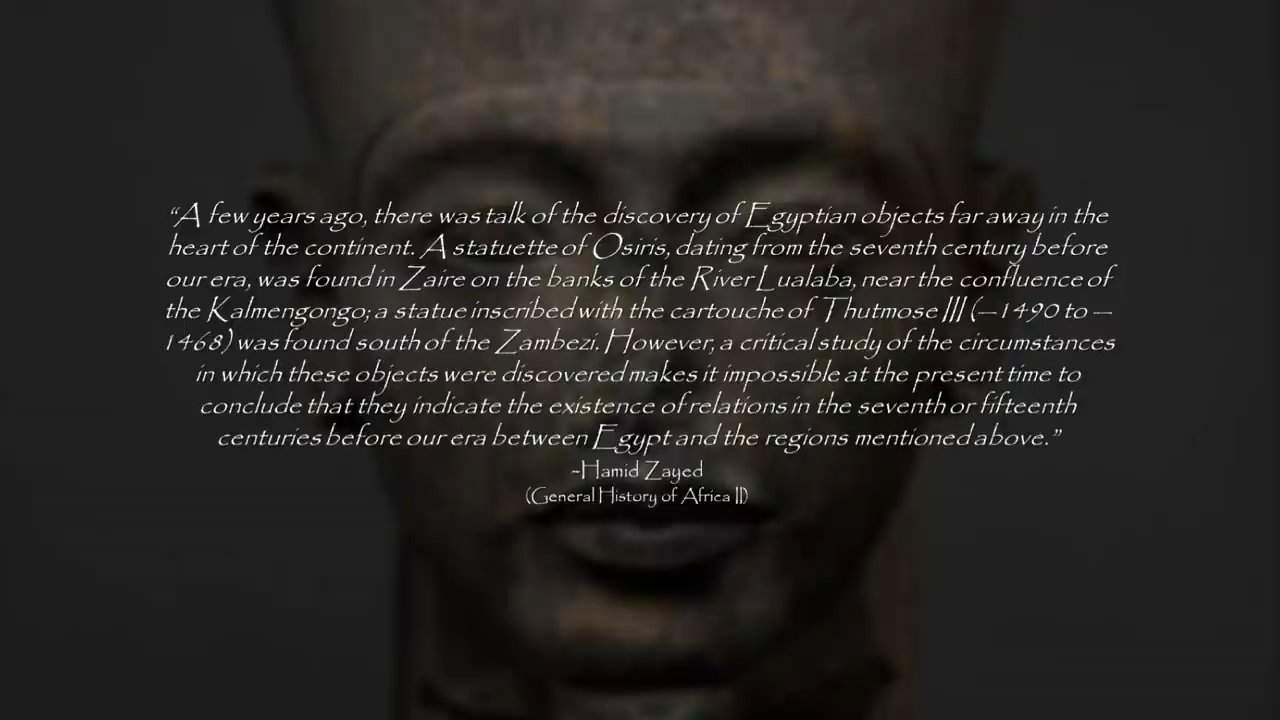 “A few years ago, there was talk of the discovery of Egyptian objects far away in the
heart of the continent. A statuette of Osiris, dating from the seventh century before
our era, was found in Zaire on the banks of the River Lualaba, near the confluence of
the Kalmengongo; a statue inscribed with the cartouche of Thutmose III (—1490 to —
1468) was found south of the Zambezi. However, a critical study of the circumstances
in which these objects were discovered makes it impossible at the present time to
conclude that they indicate the existence of relations in the seventh or fifteenth
centuries before our era between Egypt and the regions mentioned above.”
-Hamid Zayed
(General History of Africa II)